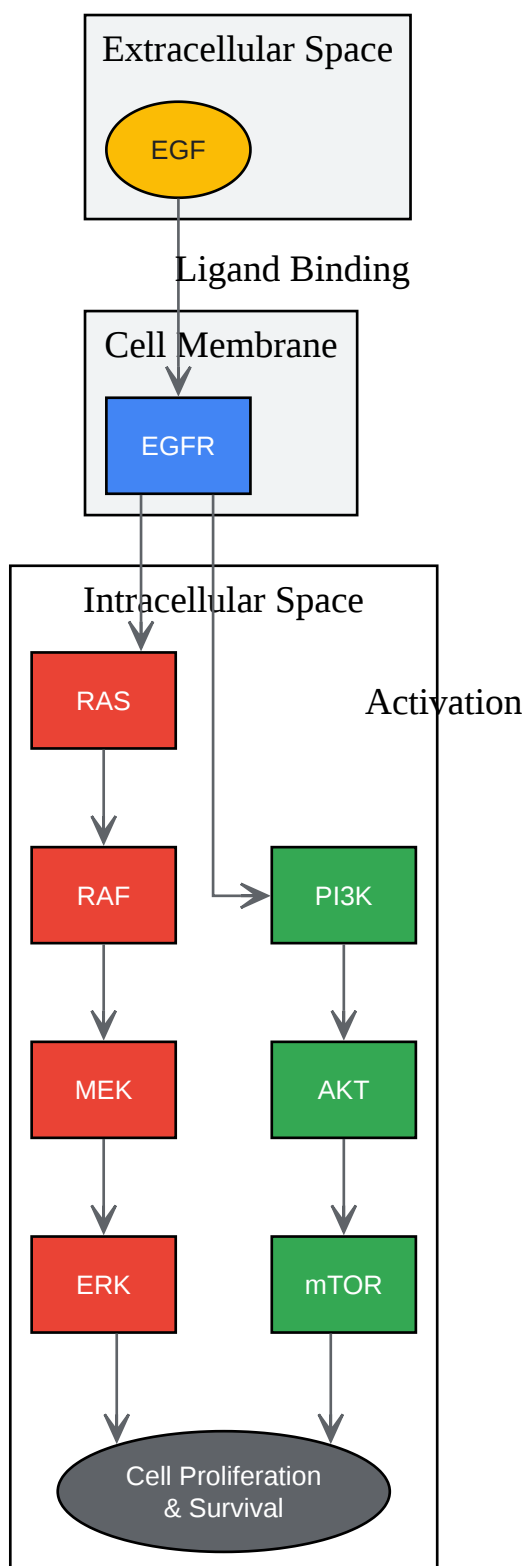 Extracellular Space
EGF
Ligand Binding
Cell Membrane
EGFR
Intracellular Space
RAS
Activation
RAF
PI3K
MEK
AKT
ERK
mTOR
Cell Proliferation
& Survival